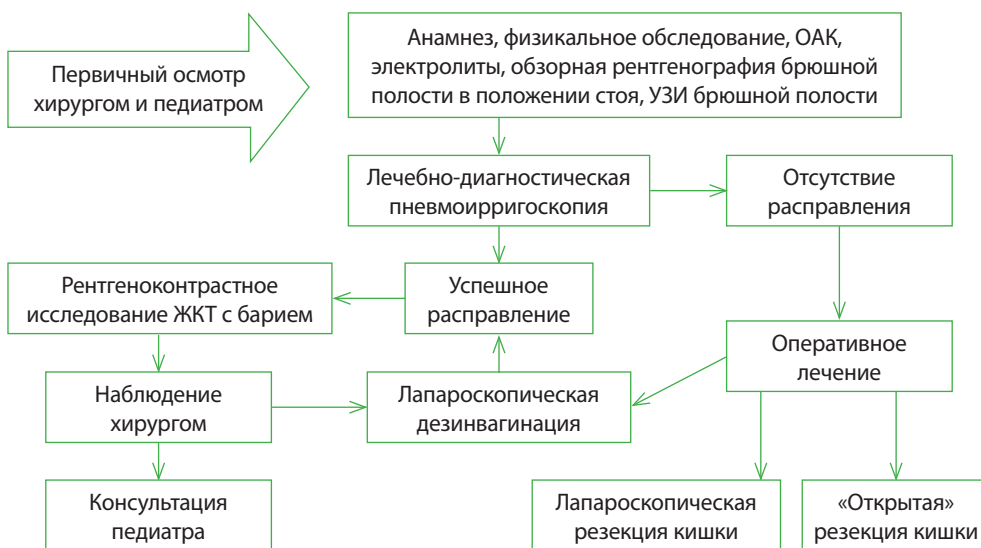 Первичный осмотр
хирургом и педиатром
Анамнез, физикальное обследование, ОАК,
электролиты, обзорная рентгенография брюшной
полости в положении стоя, УЗИ брюшной полости
Лечебно-диагностическая
пневмоирригоскопия
Отсутствие
расправления
Рентгеноконтрастное
исследование ЖКТ с барием
Успешное
расправление
Оперативное
лечение
Наблюдение
хирургом
Лапароскопическая
дезинвагинация
Консультация
педиатра
Лапароскопическая
резекция кишки
«Открытая»
резекция кишки